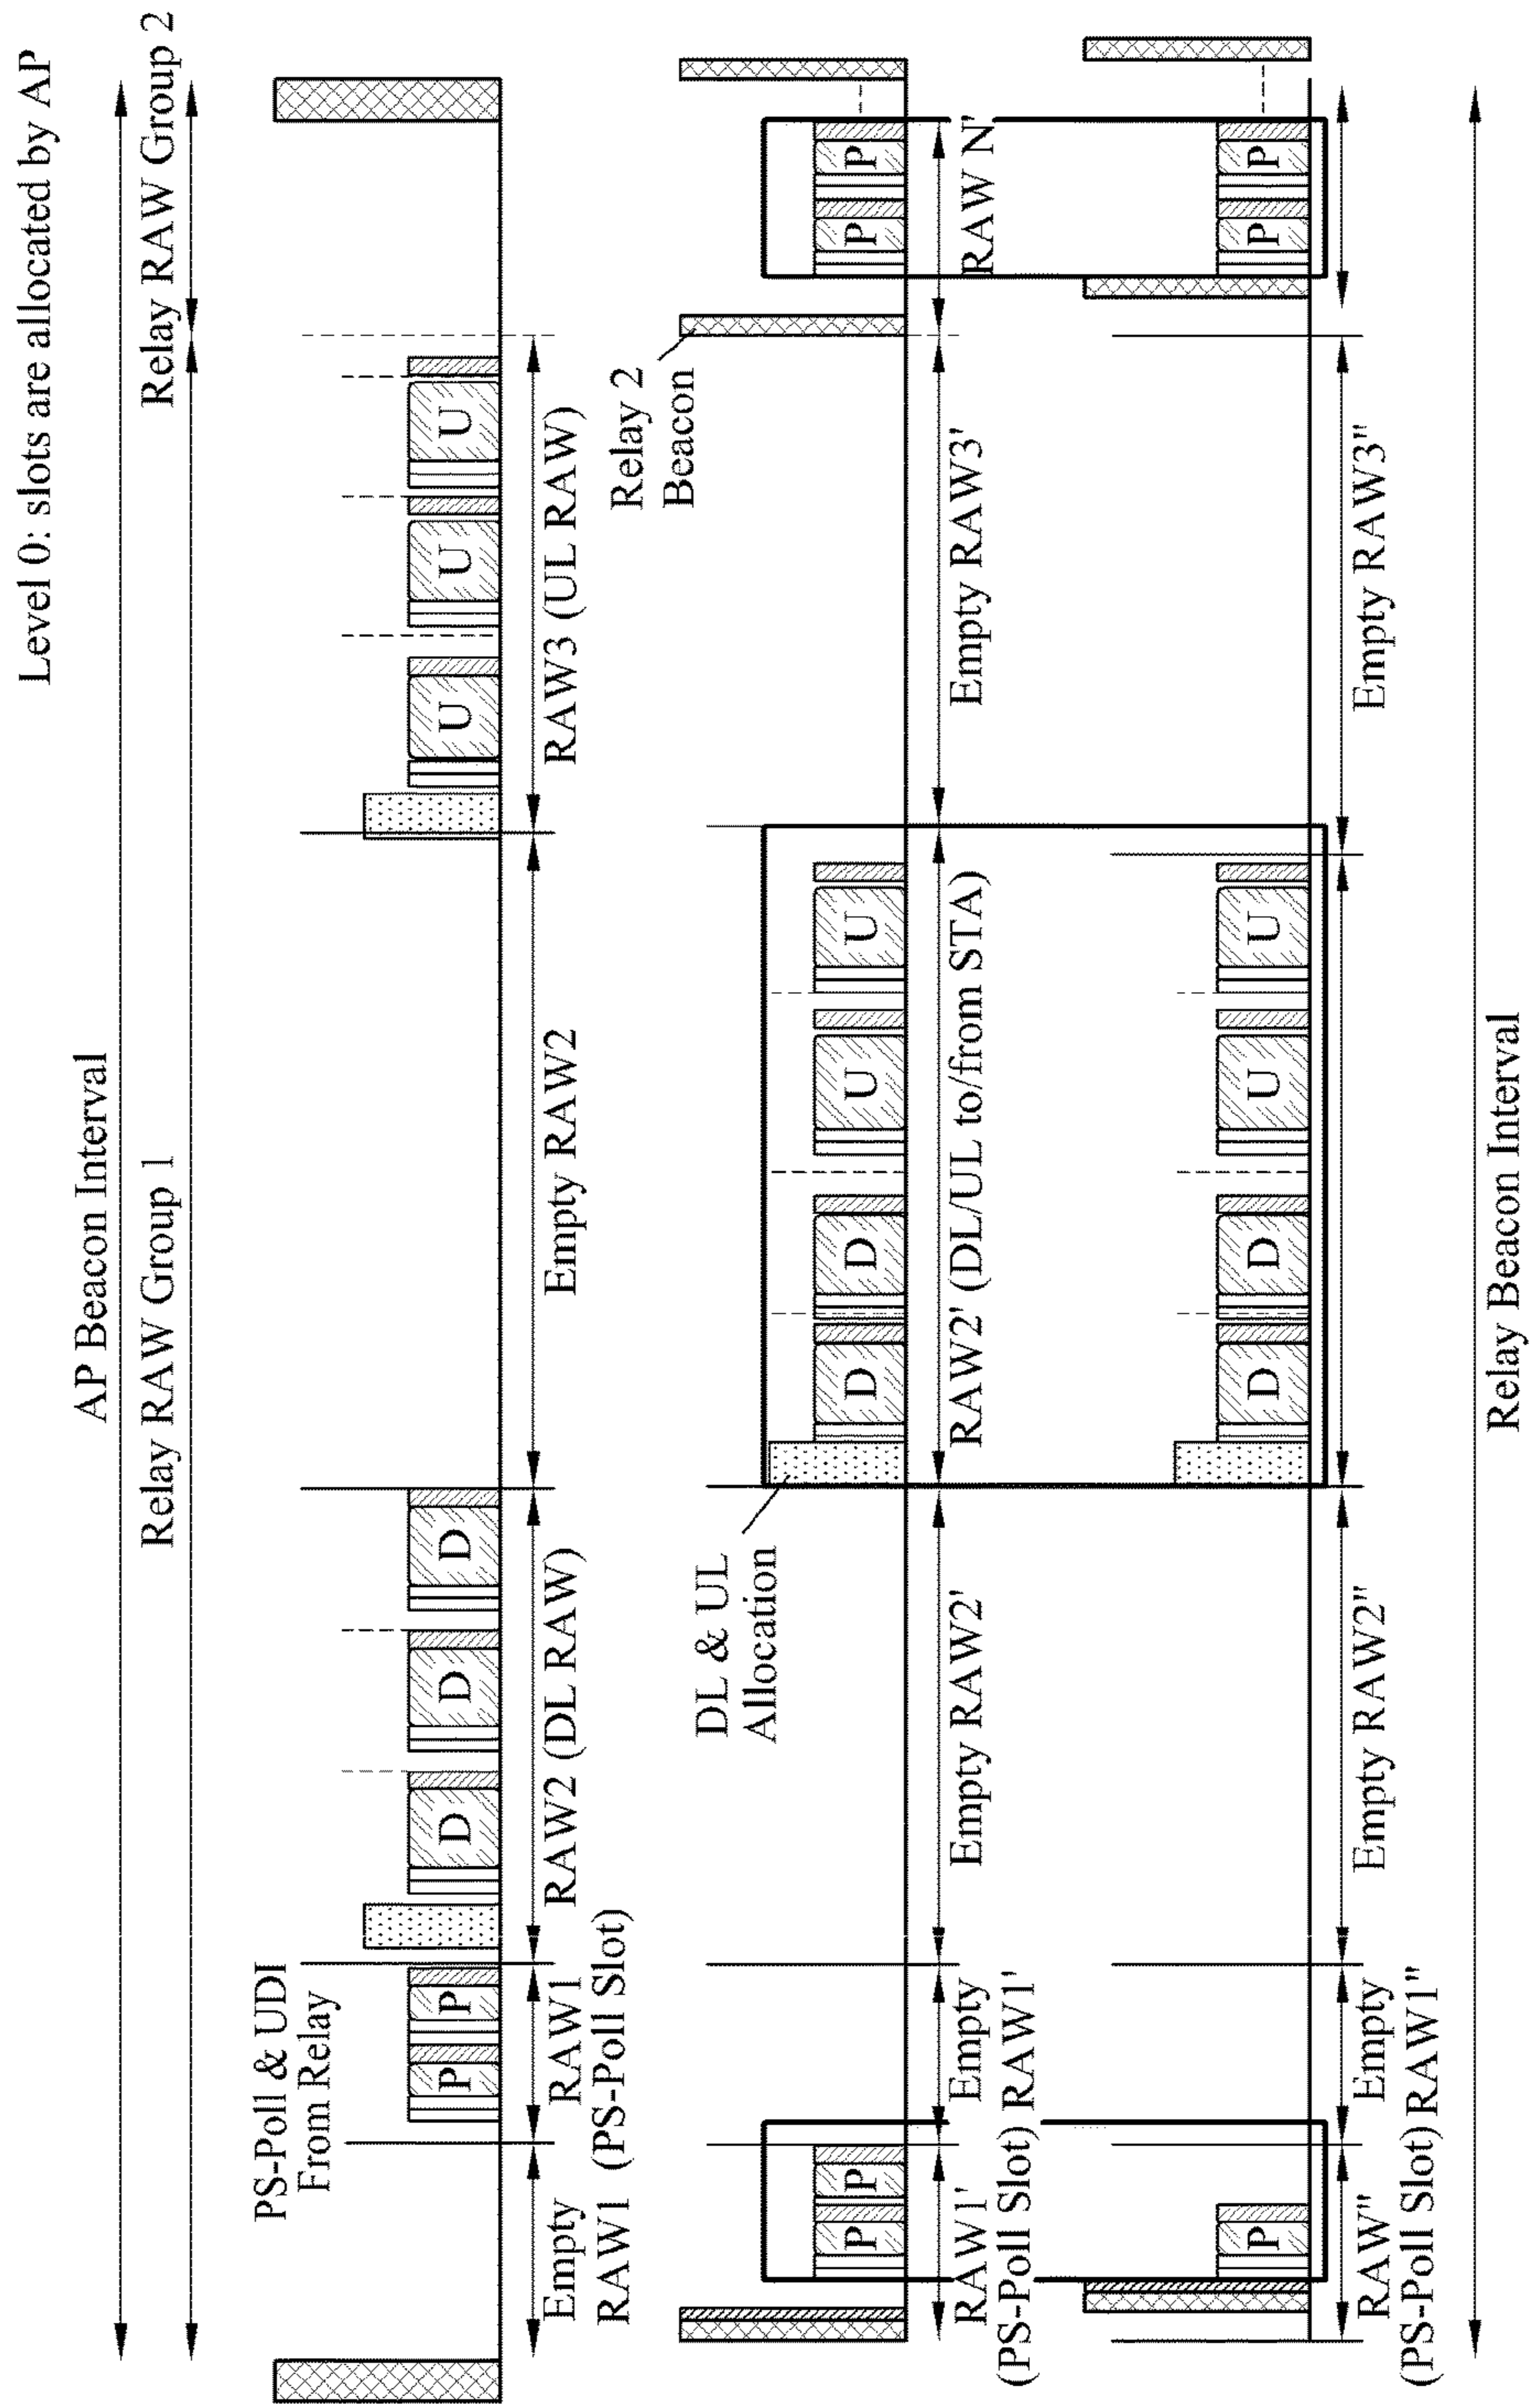 Level 0: slots are allocated by AP
AP Beacon Interval
Relay RAW Group 1
Relay RAW Group 2
PS-Poll & UDI
From Relay
P
P
D
D
D
U
U
U
Empty
RAW1
RAW1
(PS-Poll Slot)
RAW2 (DL RAW)
Empty RAW2
RAW3 (UL RAW)
Relay 2
Beacon
DL & UL
Allocation
P
P
D
D
U
U
P
P
RAW1'
(PS-Poll Slot)
Empty
RAW1'
Empty RAW2'
RAW2' (DL/UL to/from STA)
Empty RAW3'
RAW N'
P
D
D
U
U
P
P
RAW"
(PS-Poll Slot)
Empty
RAW1"
Empty RAW2"
Empty RAW3"
Relay Beacon Interval